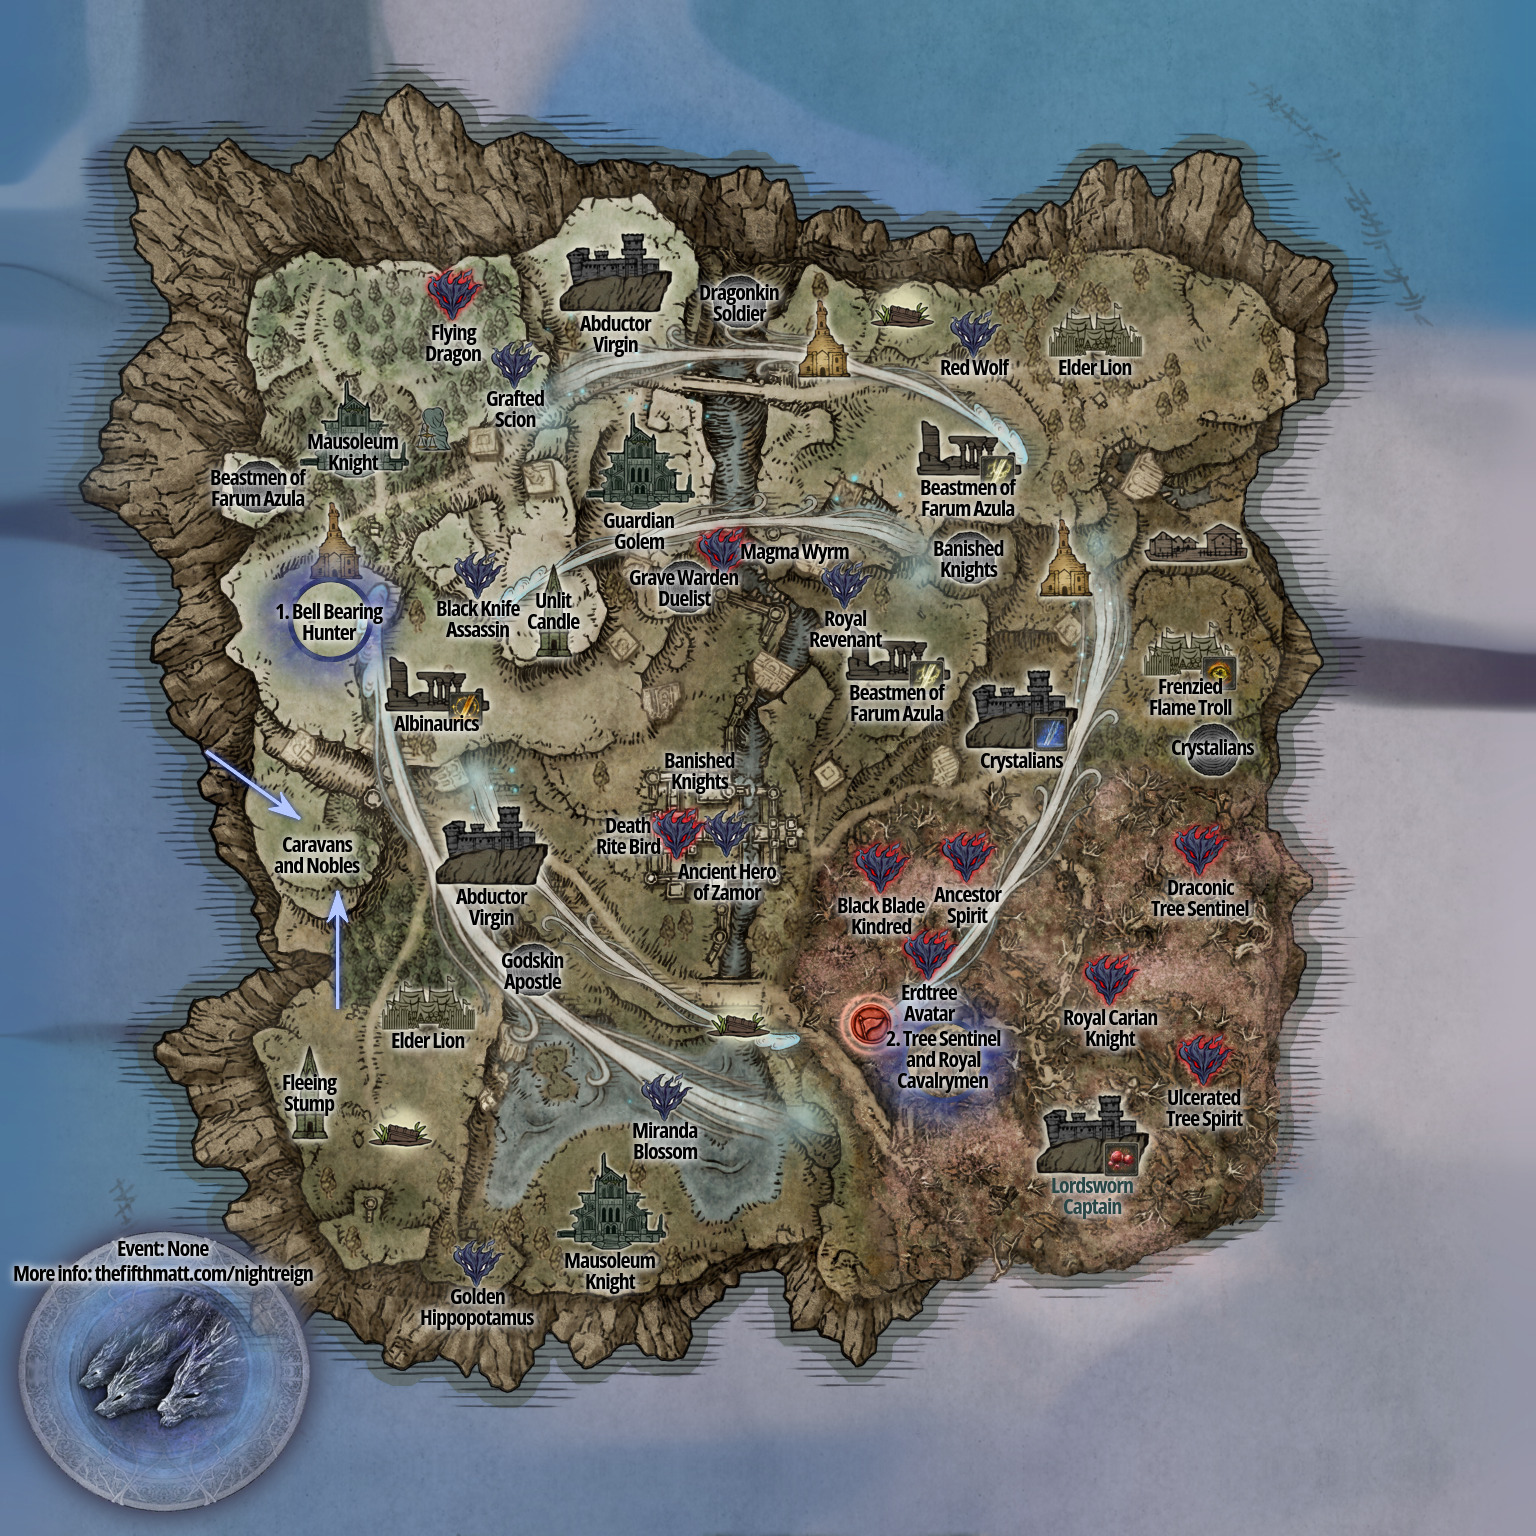 Dragonkin
Soldier
Abductor
Virgin
Flying
Dragon
Red Wolf
Elder Lion
Grafted
Scion
Mausoleum
Knight
Beastmen of
Farum Azula
Beastmen of
Farum Azula
Guardian
Golem
Magma Wyrm
Banished
Knights
Grave Warden
Duelist
1. Bell Bearing
Hunter
Black Knife
Assassin
Unlit
Candle
Royal
Revenant
Beastmen of
Farum Azula
Frenzied
Flame Troll
Albinaurics
Crystalians
Crystalians
Banished
Knights
Caravans
and Nobles
Death
Rite Bird
Ancient Hero
of Zamor
Abductor
Virgin
Black Blade
Kindred
Ancestor
Spirit
Draconic
Tree Sentinel
Godskin
Apostle
Erdtree
Avatar
Royal Carian
Knight
Elder Lion
2. Tree Sentinel
and Royal
Cavalrymen
Fleeing
Stump
Ulcerated
Tree Spirit
Miranda
Blossom
Lordsworn
Captain
Mausoleum
Knight
Golden
Hippopotamus
Event: None
More info: thefifthmatt.com/nightreign